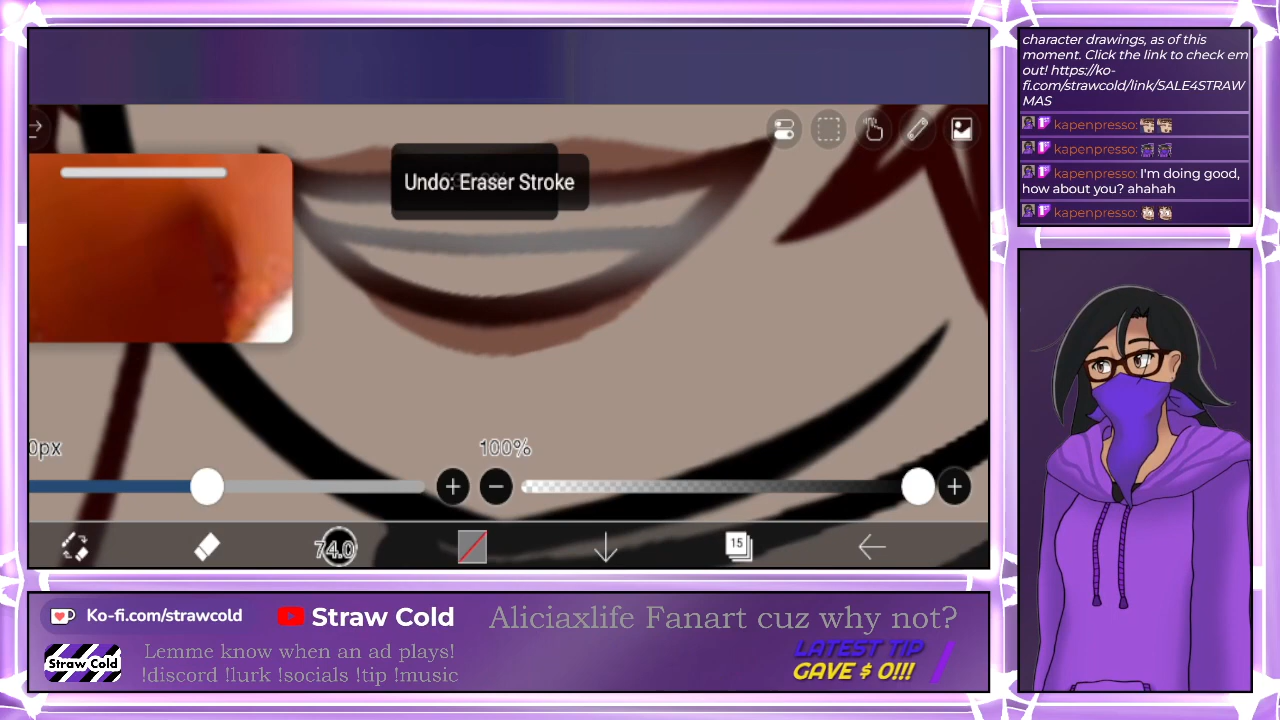 character drawings, as of this
moment. Click the link to check em
out! https://ko-
fi.com/strawcold/link/SALE4STRAW
MAS
kapenpresso:
kapenpresso:
kapenpresso: I'm doing good,
how about you? ahahah
kapenpresso:
Undo: Eraser Stroke
0px
100%
74.0
15
Ko-fi.com/strawcold
Straw Cold
Aliciaxlife Fanart cuz why not?
Straw Cold
Lemme know when an ad plays!
!discord !lurk !socials !tip !music
LATEST TIP
GAVE $ 0!!!